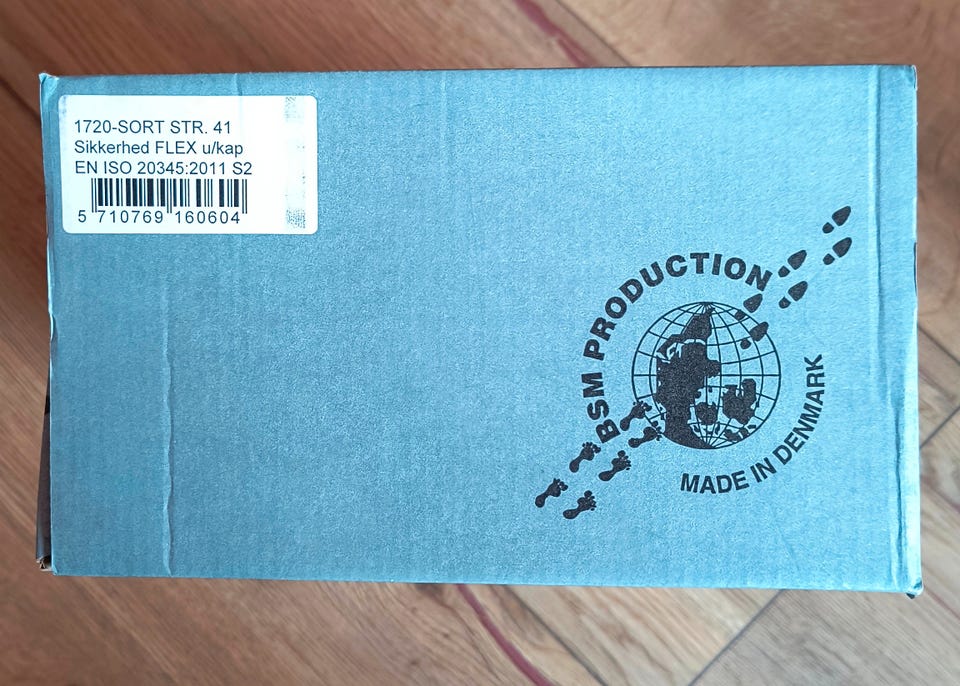 1720-SORT STR. 41
Sikkerhed FLEX u/kap
EN ISO 20345:2011 S2
5 710769 160604
BSM PRODUCTION
MADE IN DENMARK